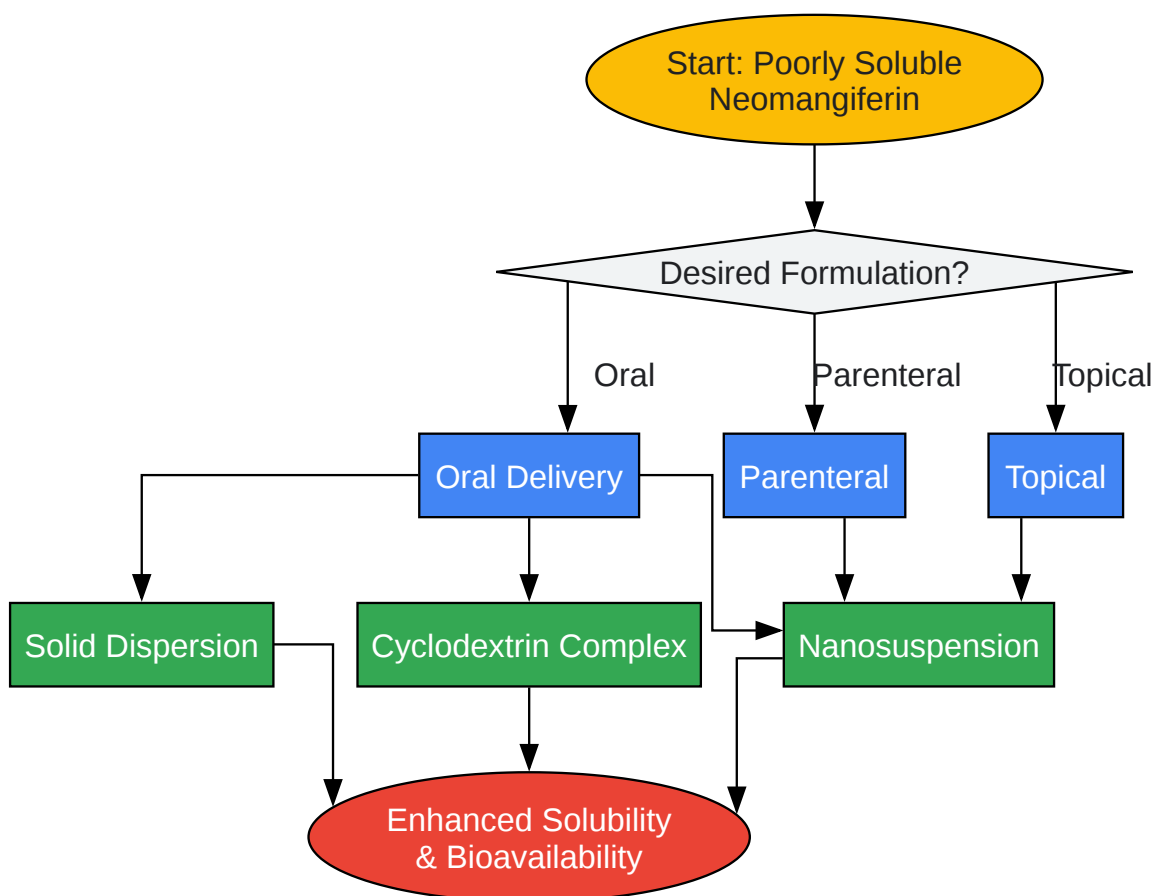 Start: Poorly Soluble
Neomangiferin
Desired Formulation?
Oral
Parenteral
Topical
Oral Delivery
Parenteral
Topical
Solid Dispersion
Cyclodextrin Complex
Nanosuspension
Enhanced Solubility
& Bioavailability